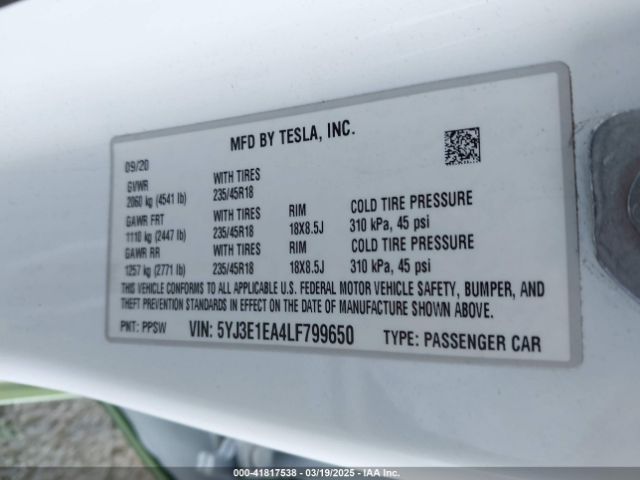 MFD BY TESLA, INC.
09/20
GVWR WITH TIRES
2060 kg (4541 lb) 235/45R18
GAWR FRT WITH TIRES RIM COLD TIRE PRESSURE
1110 kg (2447 lb) 235/45R18 18X8.5J 310 kPa, 45 psi
GAWR RR WITH TIRES RIM COLD TIRE PRESSURE
1257 kg (2771 lb) 235/45R18 18X8.5J 310 kPa, 45 psi
THIS VEHICLE CONFORMS TO ALL APPLICABLE U.S. FEDERAL MOTOR VEHICLE SAFETY, BUMPER, AND
THEFT PREVENTION STANDARDS IN EFFECT ON THE DATE OF MANUFACTURE SHOWN ABOVE.
PNT: PPSW VIN: 5YJ3E1EA4LF799650 TYPE: PASSENGER CAR
000-41817538 - 03/19/2025 - IAA Inc.